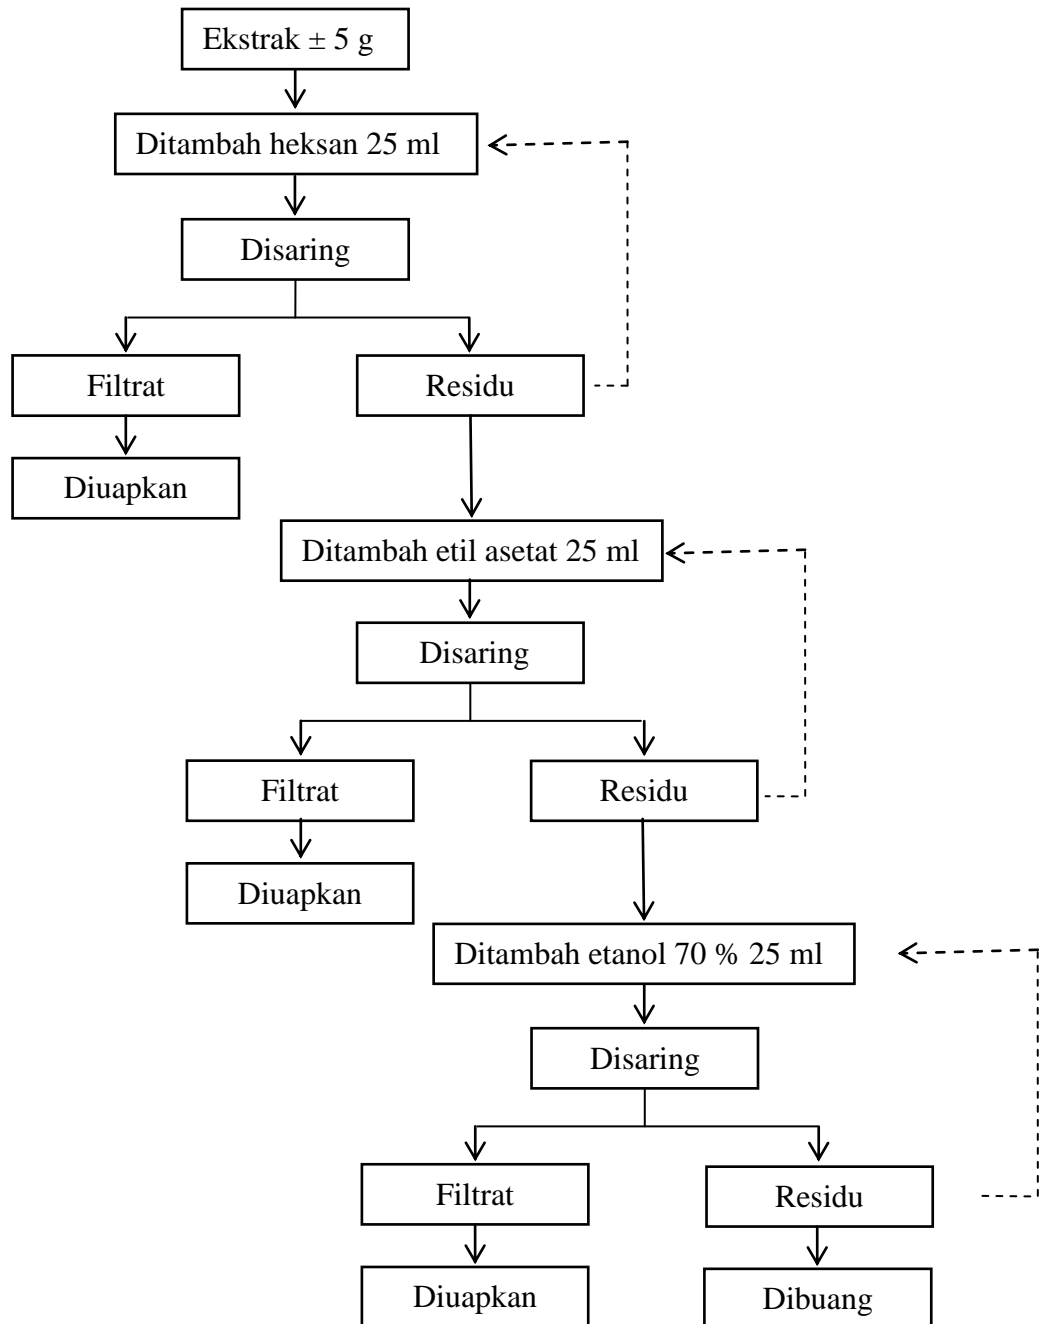 Ekstrak ± 5 g
Ditambah heksan 25 ml
Disaring
Filtrat
Residu
Diuapkan
Ditambah etil asetat 25 ml
Disaring
Filtrat
Residu
Diuapkan
Ditambah etanol 70 % 25 ml
Disaring
Filtrat
Residu
Diuapkan
Dibuang